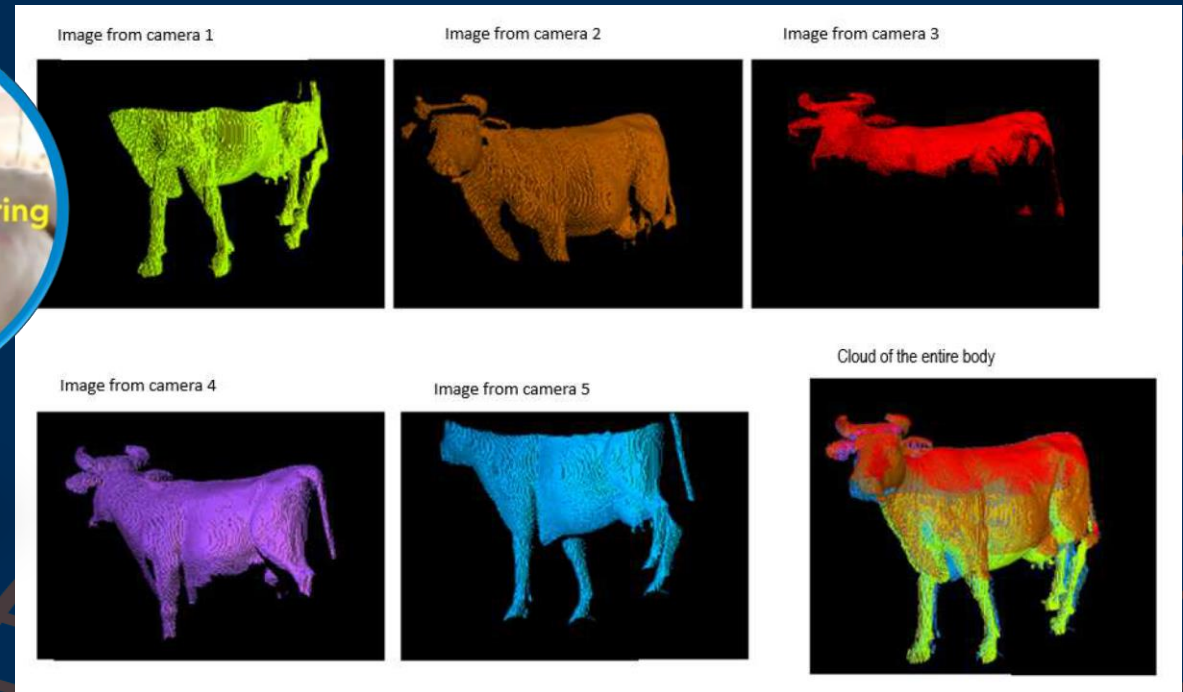 Image from camera 1
Image from camera 2
Image from camera 3
Image from camera 4
Image from camera 5
Cloud of the entire body